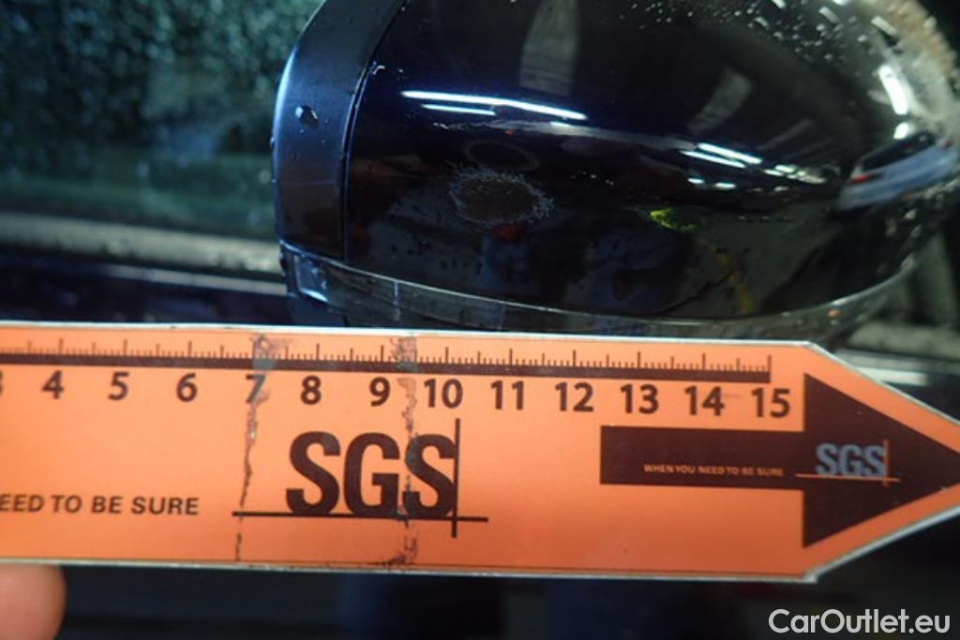 4 5 6 7 8 9 10 11 12 13 14 15
SGS
WHEN YOU NEED TO BE SURE
SGS
EED TO BE SURE
CarOutlet.eu